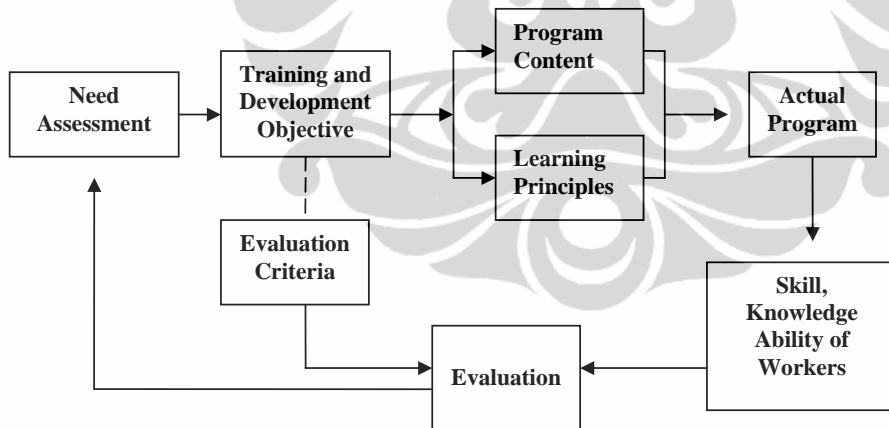 Need
Assessment
Training and
Development
Objective
Program
Content
Learning
Principles
Actual
Program
Evaluation
Criteria
Skill,
Knowledge
Ability of
Workers
Evaluation